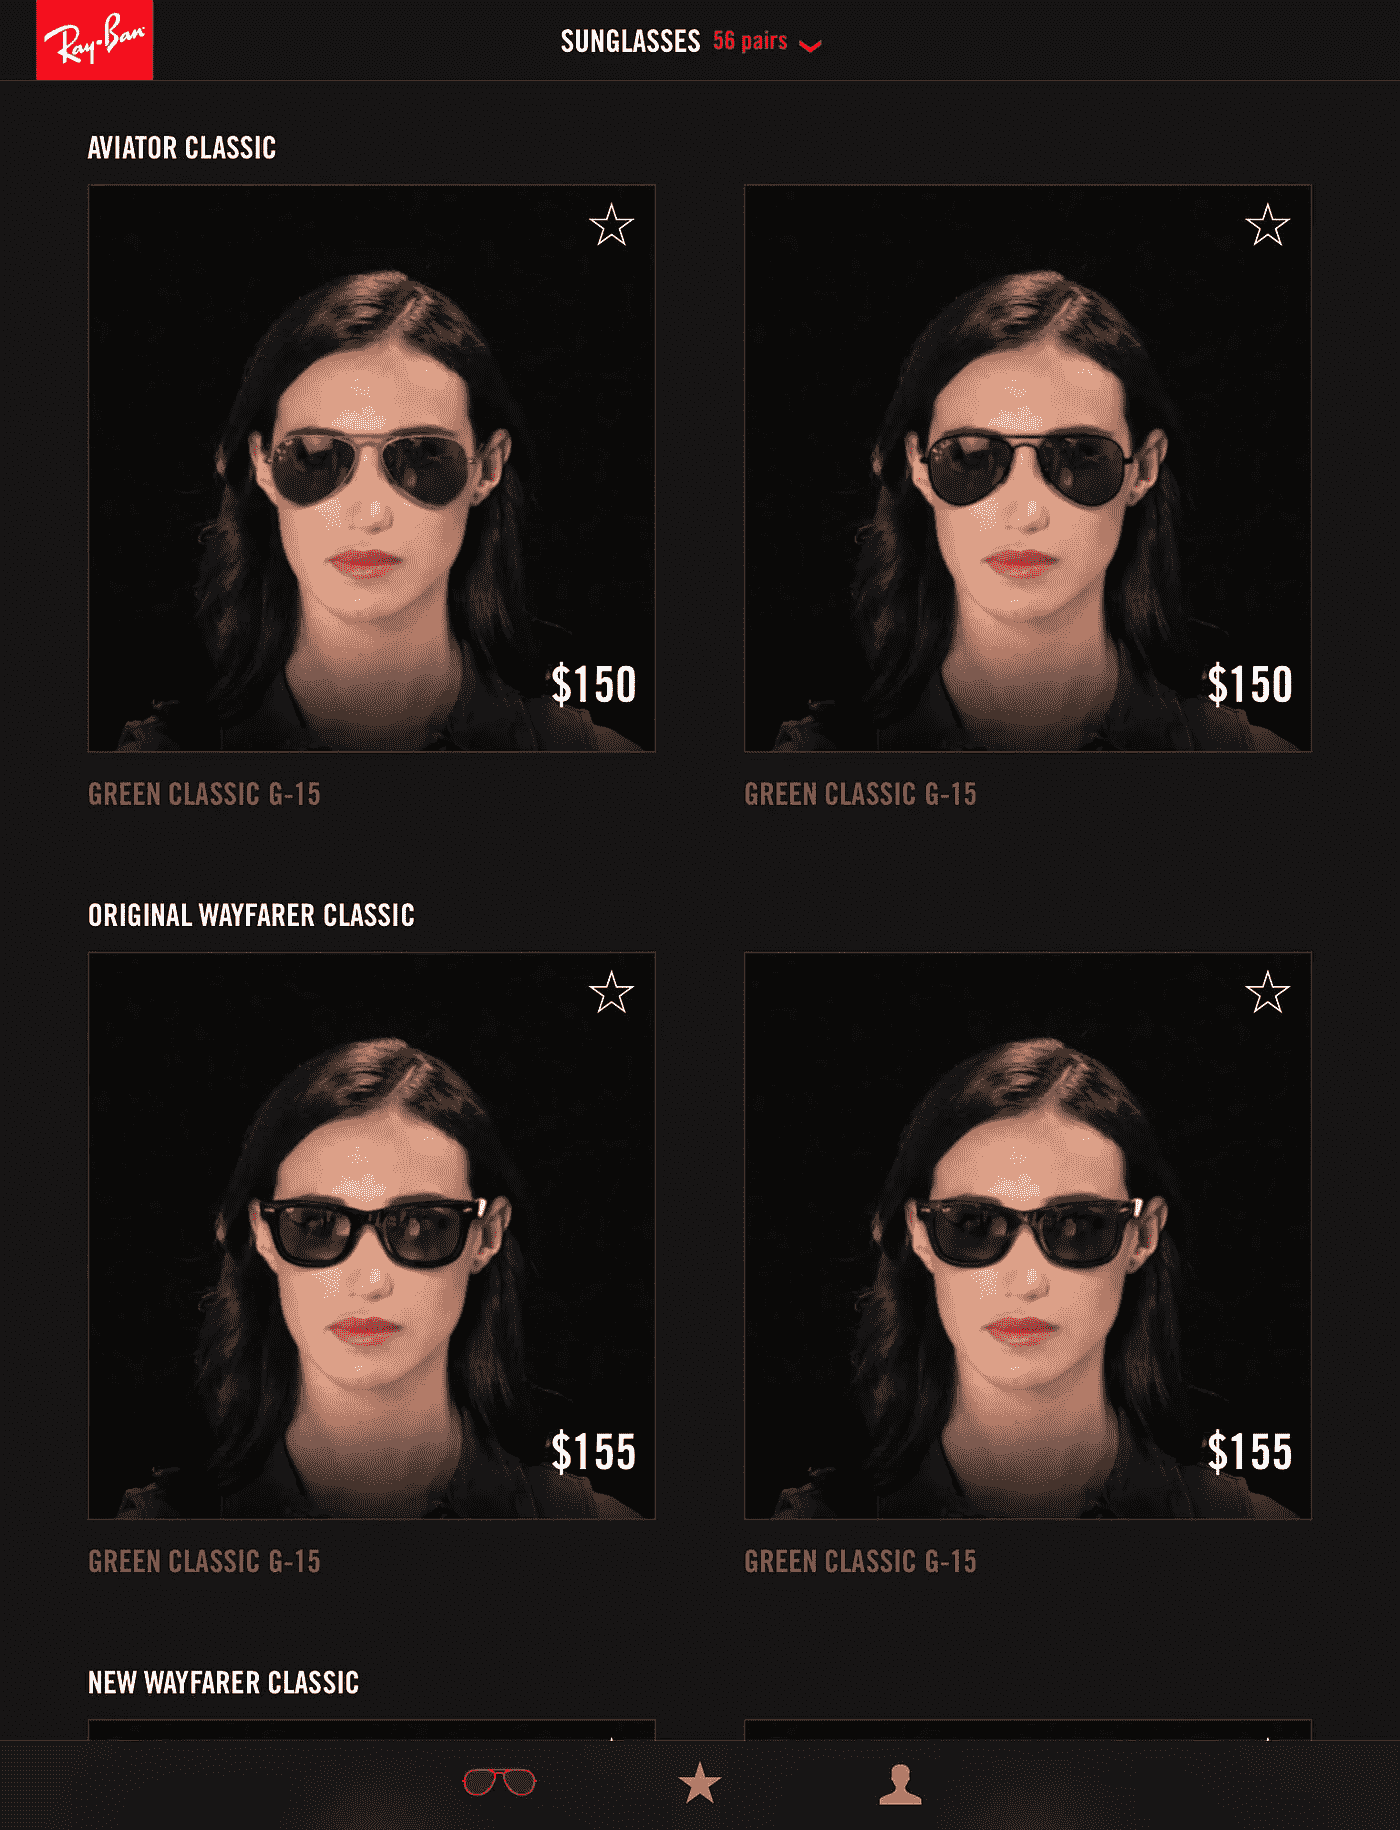 Ray-Ban
SUNGLASSES 56 pairs
AVIATOR CLASSIC
$150
$150
GREEN CLASSIC G-15
GREEN CLASSIC G-15
ORIGINAL WAYFARER CLASSIC
$155
$155
GREEN CLASSIC G-15
GREEN CLASSIC G-15
NEW WAYFARER CLASSIC